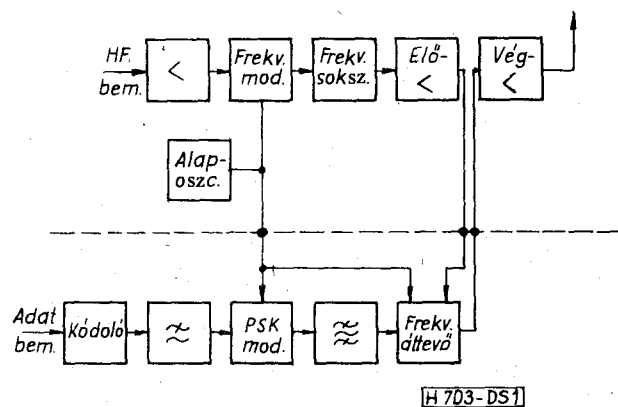 HF.
bem.
<
Frekv.
mod.
Frekv.
soksz.
Elő-
<
Vég-
<
Alap-
oszc.
Adat
bem.
Kódoló
PSK
mod.
Frekv.
áttevő
H 703-DS1